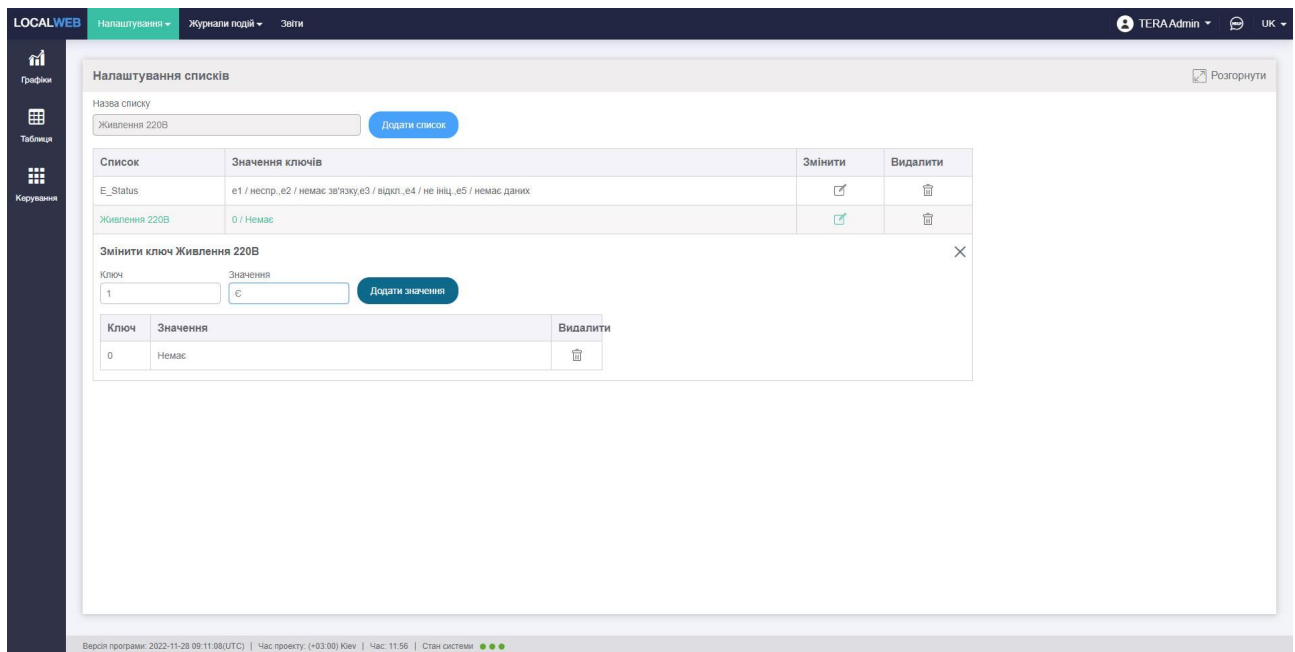 LOCALWEB Налаштування Журнали подій Звіти TERA Admin UK
Графіки
Таблиця
Керування
Налаштування списків Розгорнути
Назва списку
Живлення 220В Додати список
Список Значення ключів Змінити Видалити
E_Status e1 / неспр.,e2 / немає зв'язку,e3 / відкл.,e4 / не ініц.,e5 / немає даних
Живлення 220В 0 / Немає
Змінити ключ Живлення 220В
Ключ Значення
1 Є Додати значення
Ключ Значення Видалити
0 Немає
Версія програми: 2022-11-28 09:11:08(UTC) | Час проекту: (+03:00) Kiev | Час: 11:56 | Стан системи